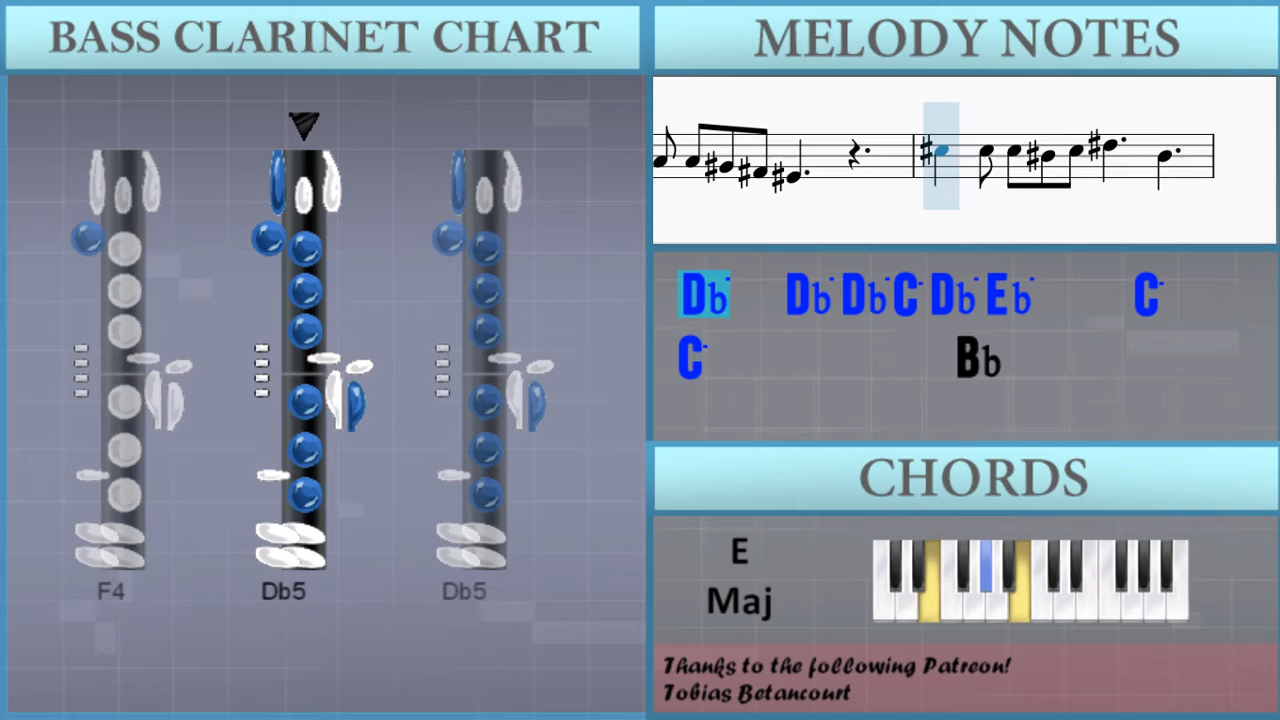 BASS CLARINET CHART
F4 Db5 Db5
MELODY NOTES
Db- Db- Db- C- Db- Eb- C-
C- Bb
CHORDS
E
Maj
Thanks to the following Patreon!
Tobias Betancourt